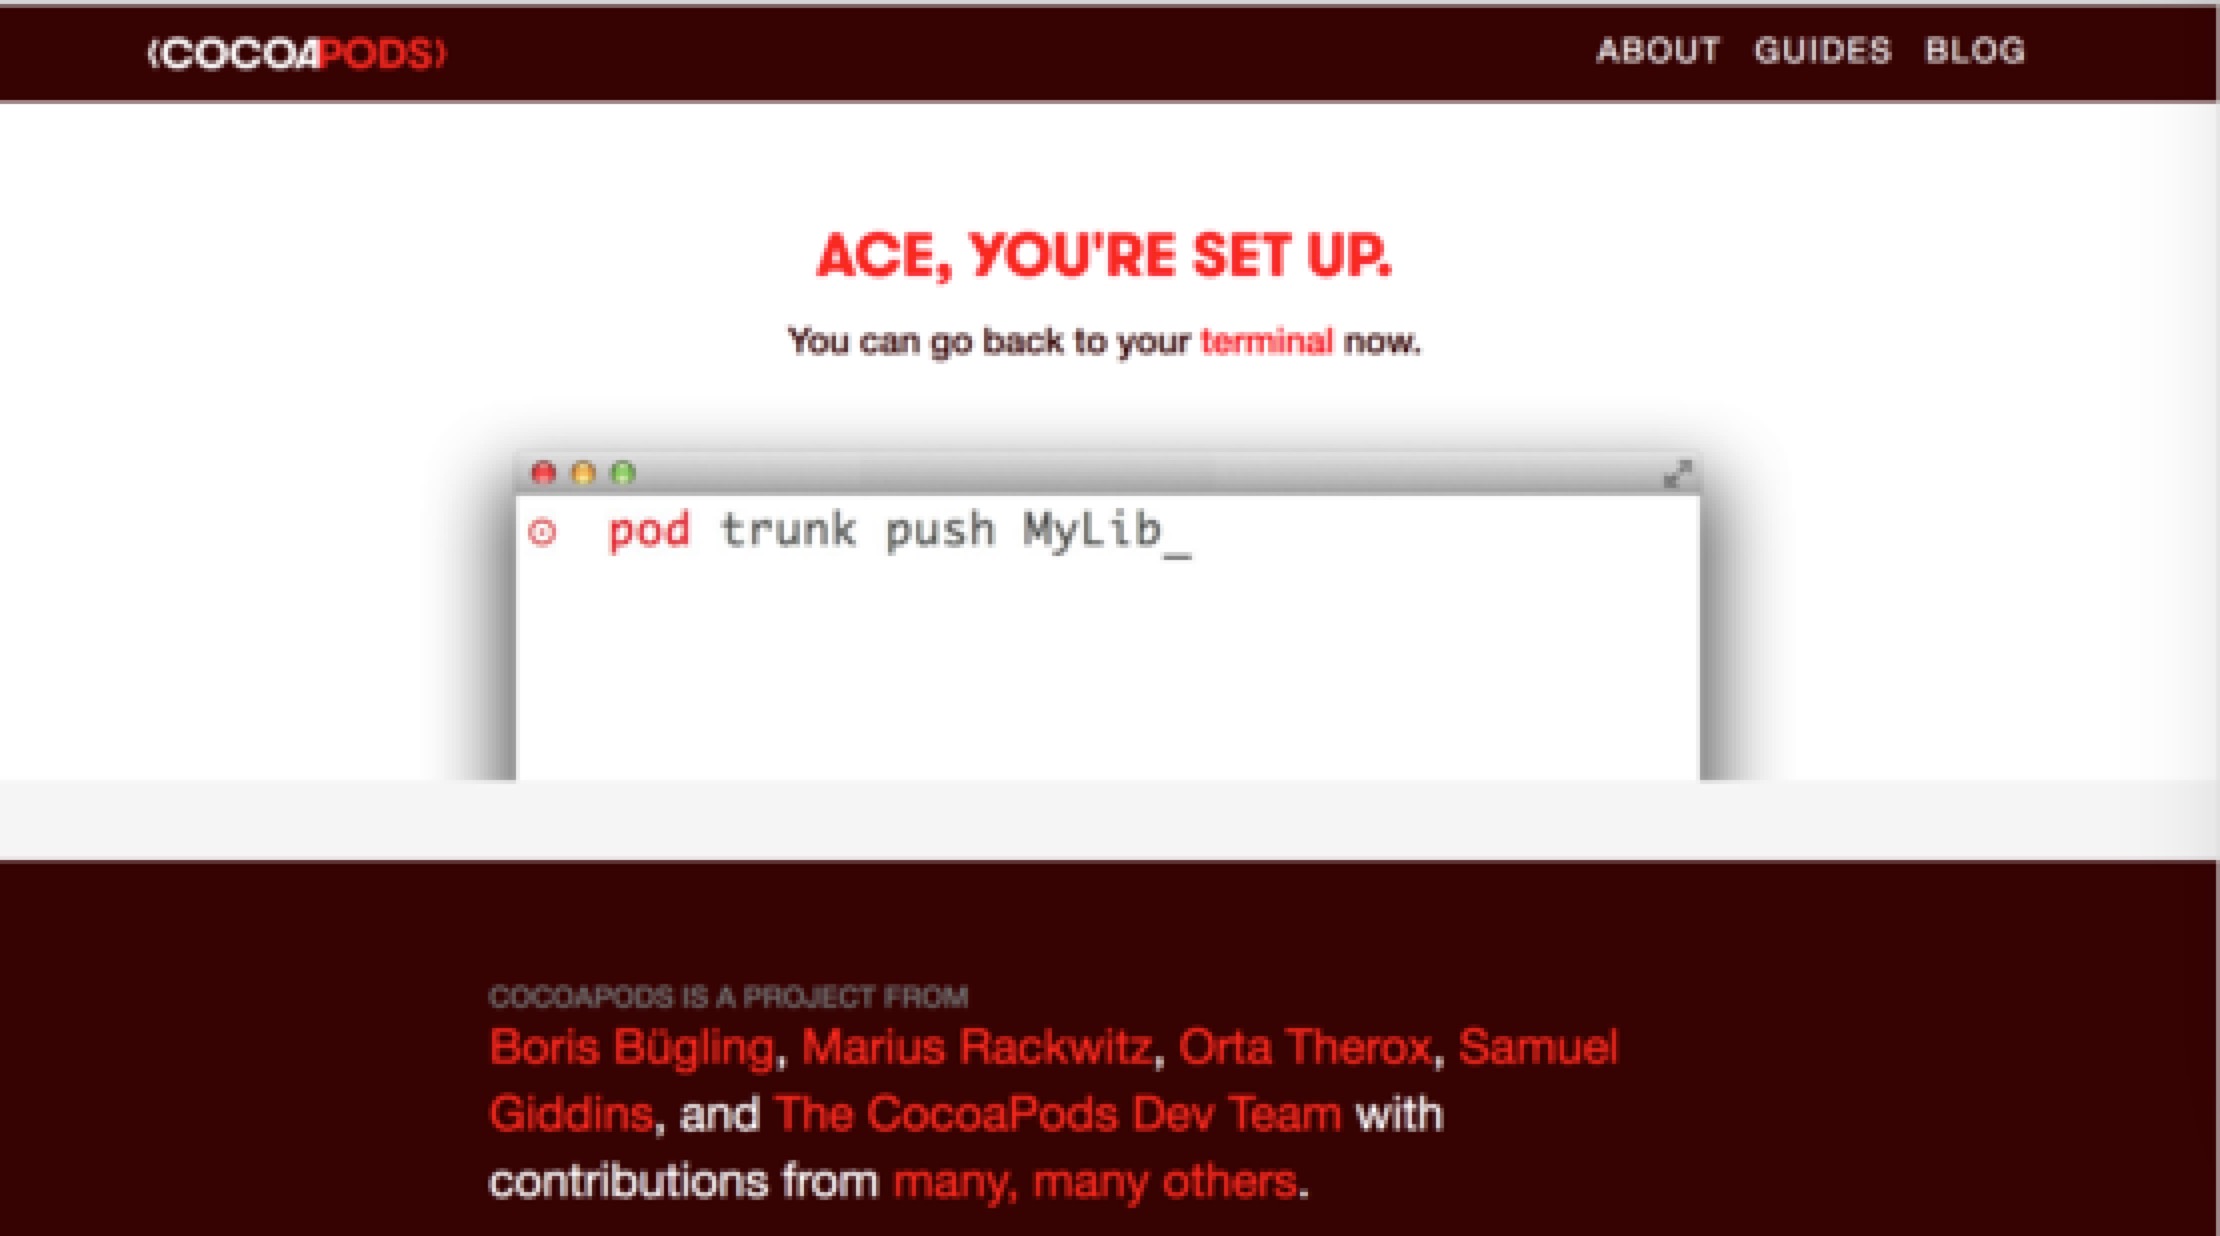 COCOAPODS
ABOUT GUIDES BLOG
ACE, YOU'RE SET UP.
You can go back to your terminal now.
pod trunk push MyLib_
COCOAPODS IS A PROJECT FROM
Boris Bügling, Marius Rackwitz, Orta Therox, Samuel
Giddins, and The CocoaPods Dev Team with
contributions from many, many others.